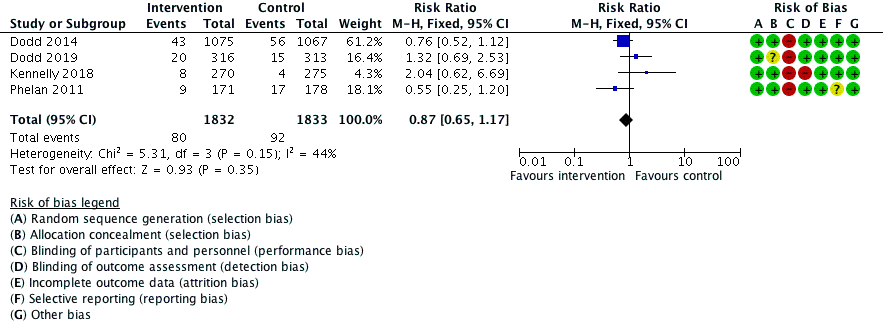 Intervention Control Risk Ratio Risk Ratio Risk of Bias
Study or Subgroup Events Total Events Total Weight M-H, Fixed, 95% CI M-H, Fixed, 95% CI A B C D E F G
Dodd 2014 43 1075 56 1067 61.2% 0.76 [0.52, 1.12] + + - + + + +
Dodd 2019 20 316 15 313 16.4% 1.32 [0.69, 2.53] + ? - + + + +
Kennelly 2018 8 270 4 275 4.3% 2.04 [0.62, 6.69] + + - - + + +
Phelan 2011 9 171 17 178 18.1% 0.55 [0.25, 1.20] + + - + + ? +
Total (95% CI) 1832 1833 100.0% 0.87 [0.65, 1.17]
Total events 80 92
Heterogeneity: Chi² = 5.31, df = 3 (P = 0.15); I² = 44%
Test for overall effect: Z = 0.93 (P = 0.35)
0.01 0.1 1 10 100
Favours intervention Favours control
Risk of bias legend
(A) Random sequence generation (selection bias)
(B) Allocation concealment (selection bias)
(C) Blinding of participants and personnel (performance bias)
(D) Blinding of outcome assessment (detection bias)
(E) Incomplete outcome data (attrition bias)
(F) Selective reporting (reporting bias)
(G) Other bias